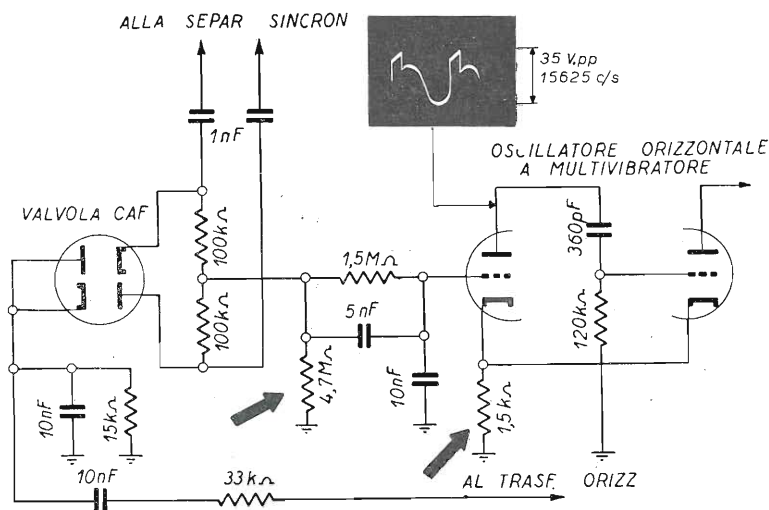 ALLA SEPAR SINCRON
35 V.pp
15625 c/s
1nF
OSCILLATORE ORIZZONTALE
A MULTIVIBRATORE
VALVOLA CAF
100kΩ
360pF
1,5MΩ
5nF
100kΩ
120kΩ
4,7MΩ
10nF
10nF
15kΩ
1,5kΩ
10nF
33kΩ
AL TRASF. ORIZZ